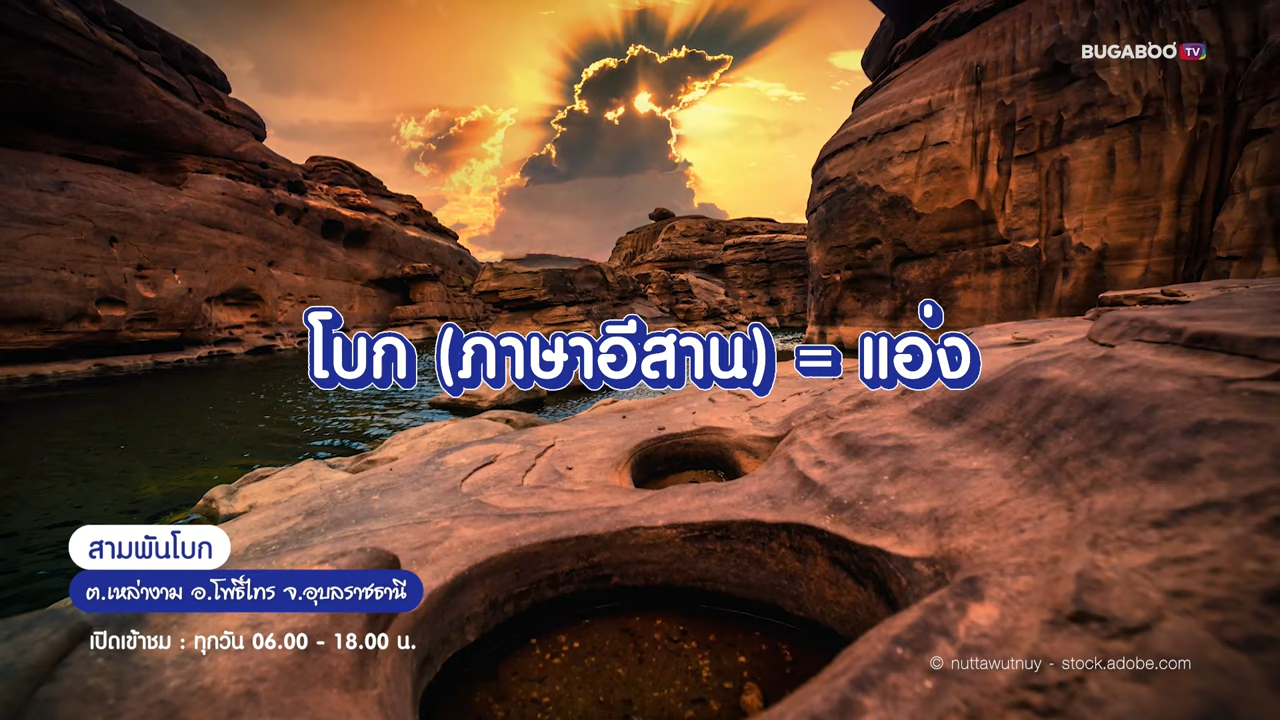 BUGABOO TV
โบก (ภาษาอีสาน) = แอ่ง
สามพันโบก
ต.เหล่างาม อ.โพธิ์ไทร จ.อุบลราชธานี
เปิดเข้าชม : ทุกวัน 06.00 - 18.00 น.
© nuttawutnuy - stock.adobe.com